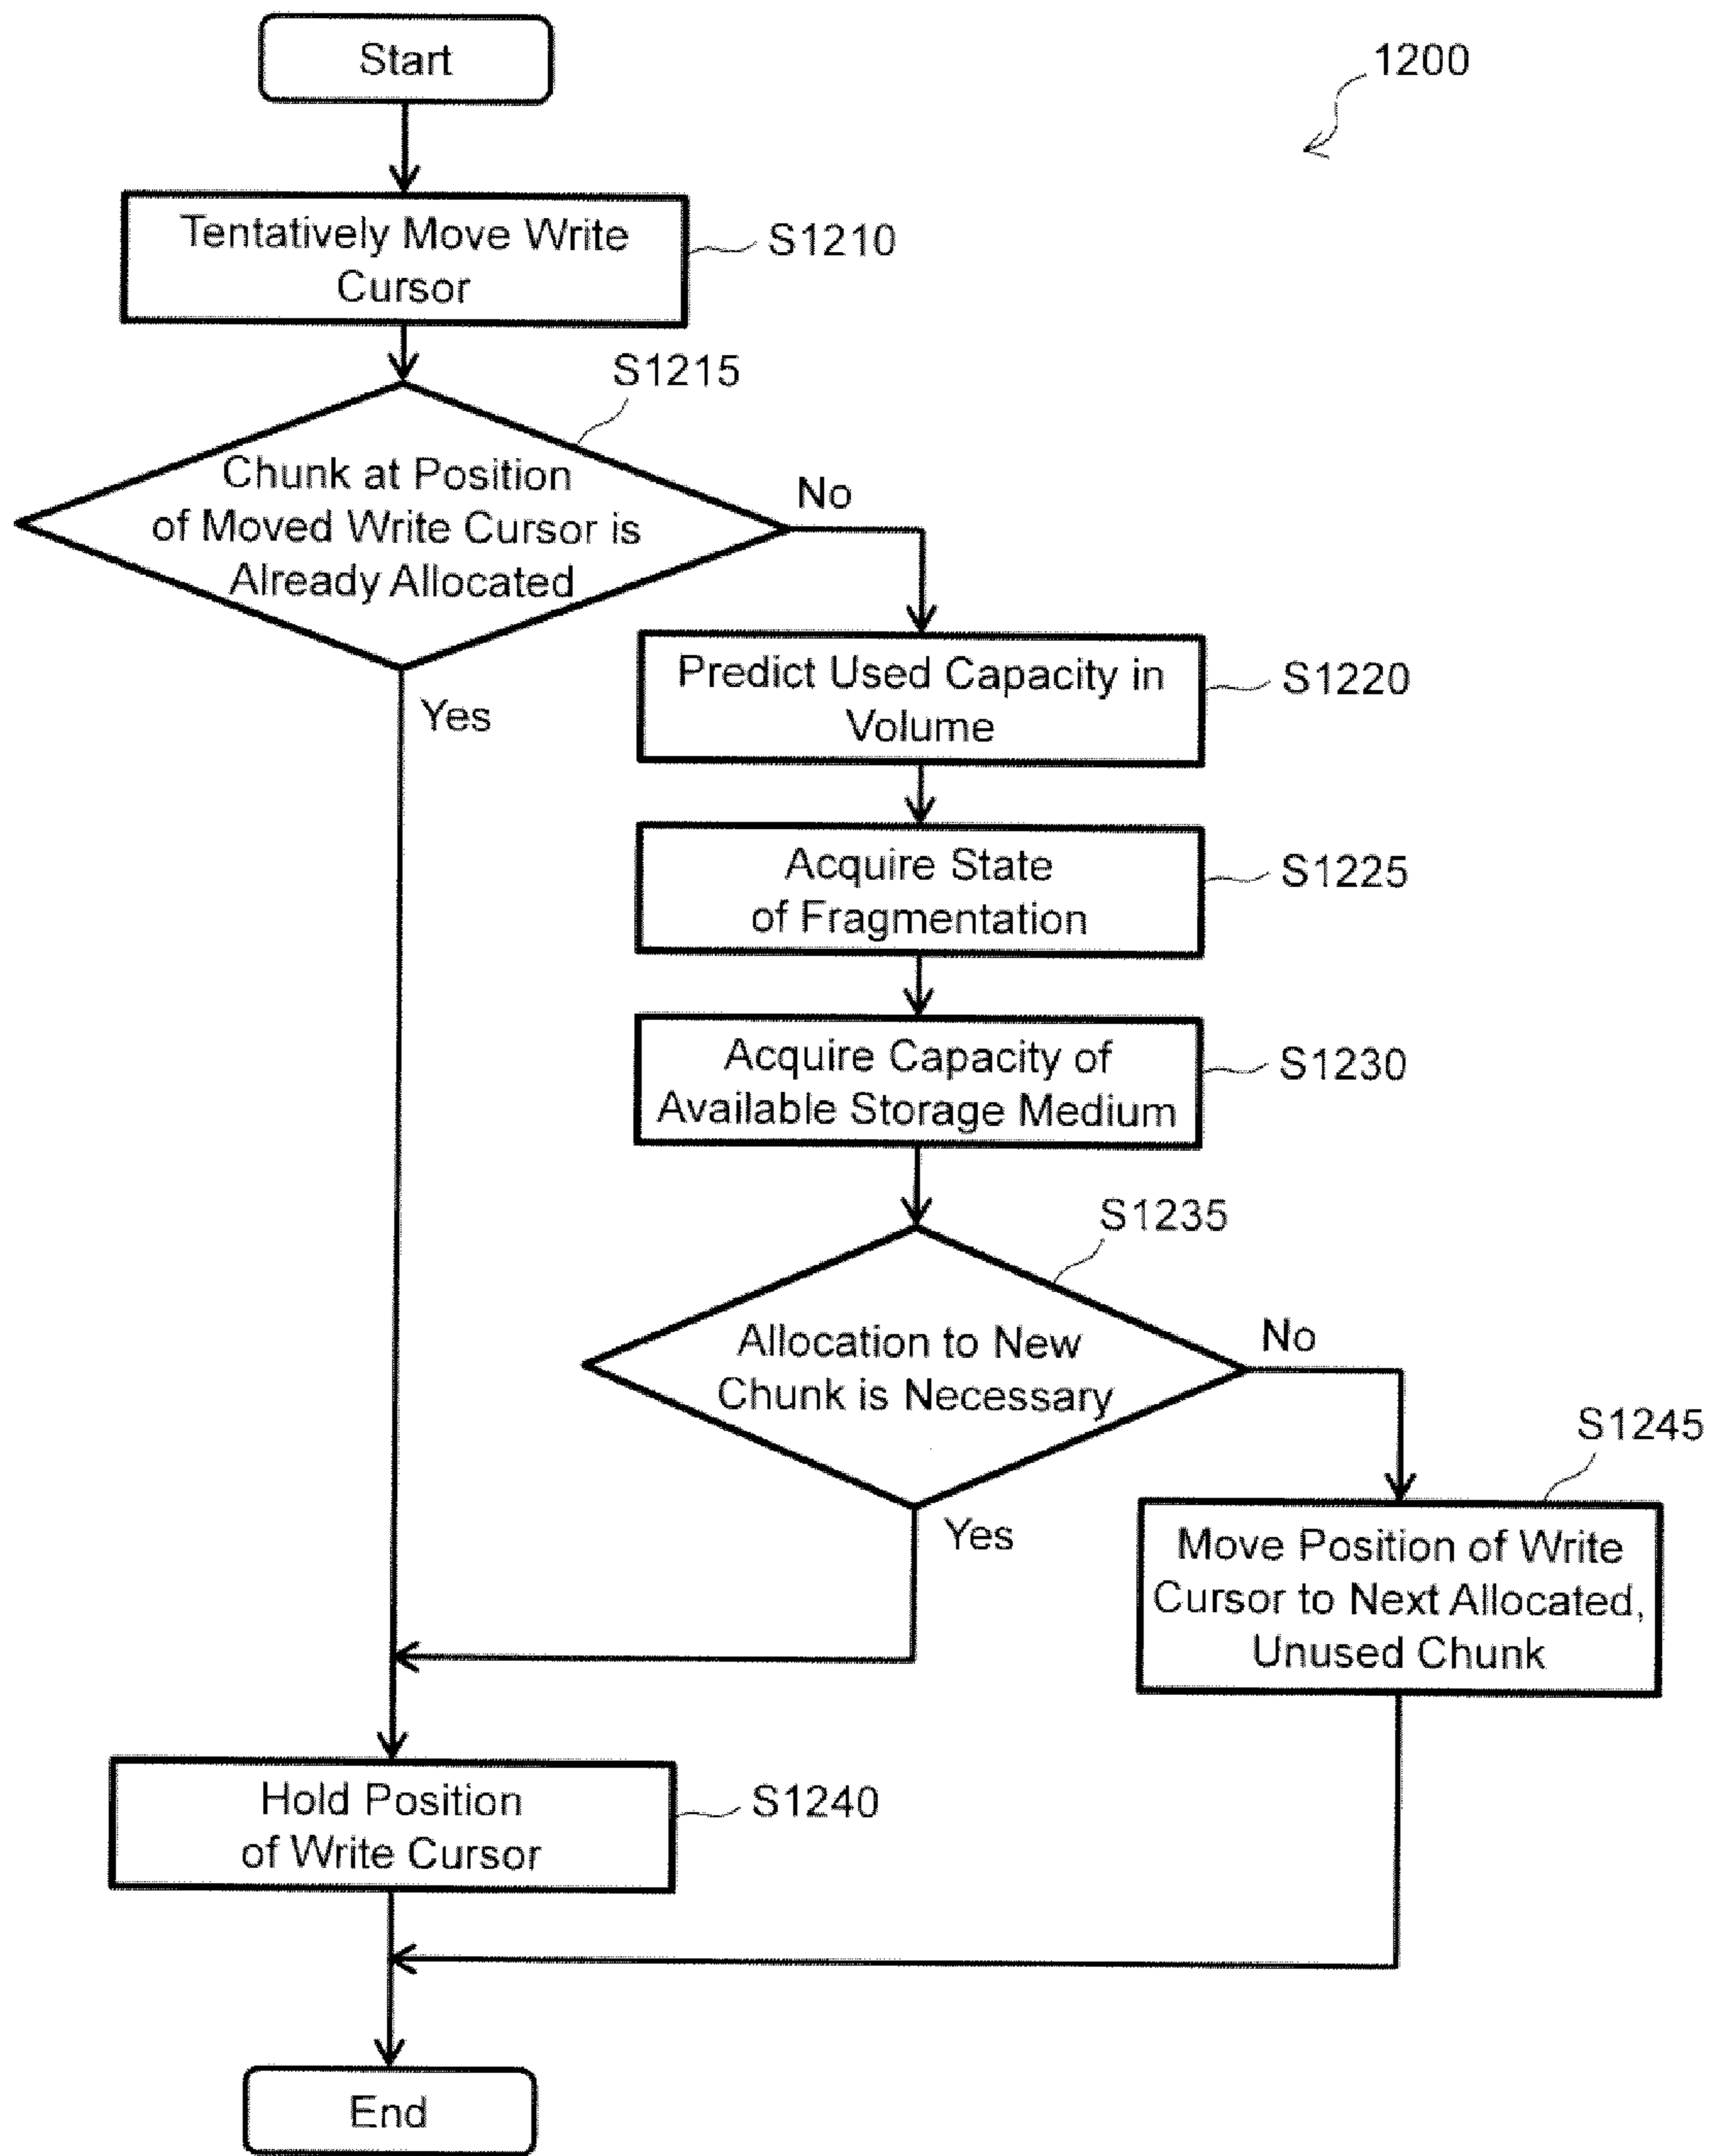 Start
1200
Tentatively Move Write
Cursor
S1210
S1215
Chunk at Position
of Moved Write Cursor is
Already Allocated
No
Yes
Predict Used Capacity in
Volume
S1220
Acquire State
of Fragmentation
S1225
Acquire Capacity of
Available Storage Medium
S1230
S1235
Allocation to New
Chunk is Necessary
No
Yes
S1245
Move Position of Write
Cursor to Next Allocated,
Unused Chunk
Hold Position
of Write Cursor
S1240
End